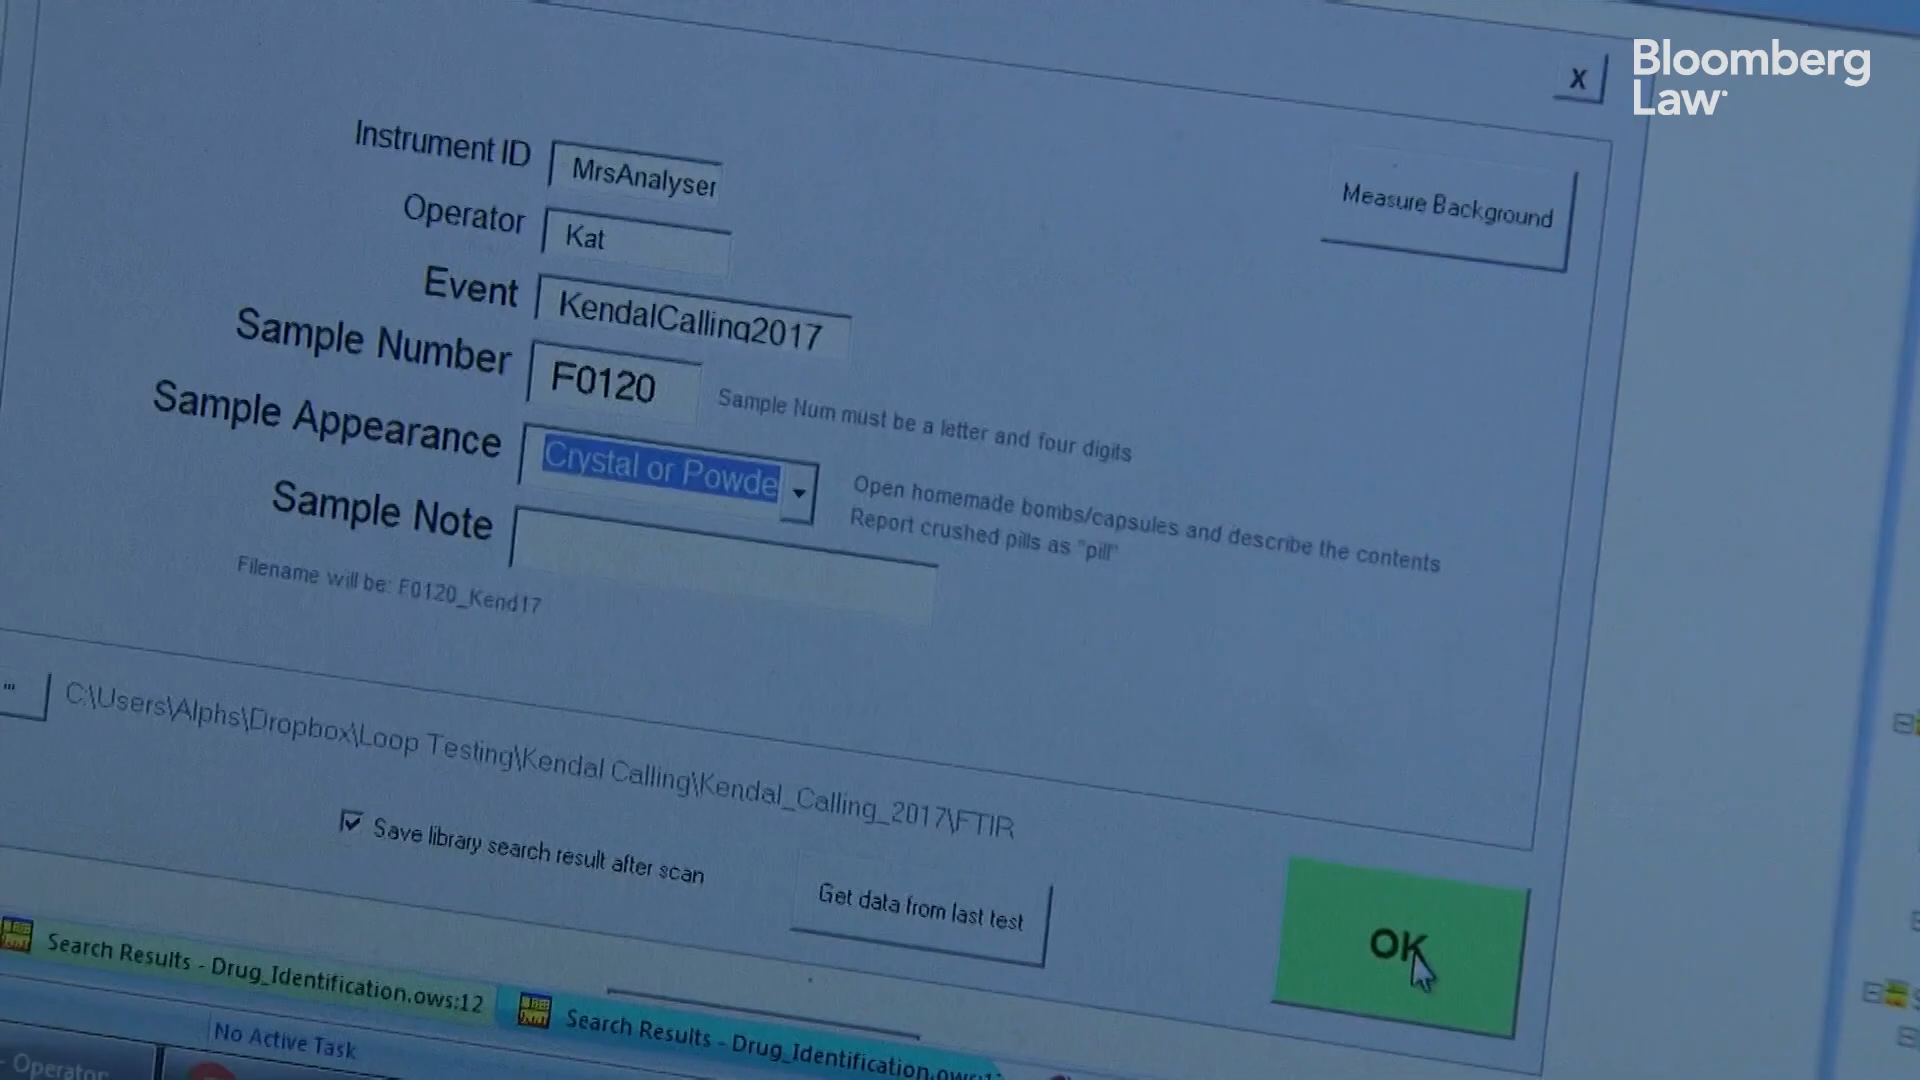 Bloomberg
Law
X
Instrument ID MrsAnalyser
Measure Background
Operator Kat
Event KendalCalling2017
Sample Number F0120
Sample Num must be a letter and four digits
Sample Appearance Crystal or Powde
Open homemade bombs/capsules and describe the contents
Report crushed pills as "pill"
Sample Note
Filename will be: F0120_Kend17
... C:\Users\Alphs\Dropbox\Loop Testing\Kendal Calling\Kendal_Calling_2017\FTIR
Save library search result after scan
Get data from last test
OK
Search Results - Drug_Identification.ows:12
Search Results - Drug_Identification.ows:1
No Active Task
- Operator